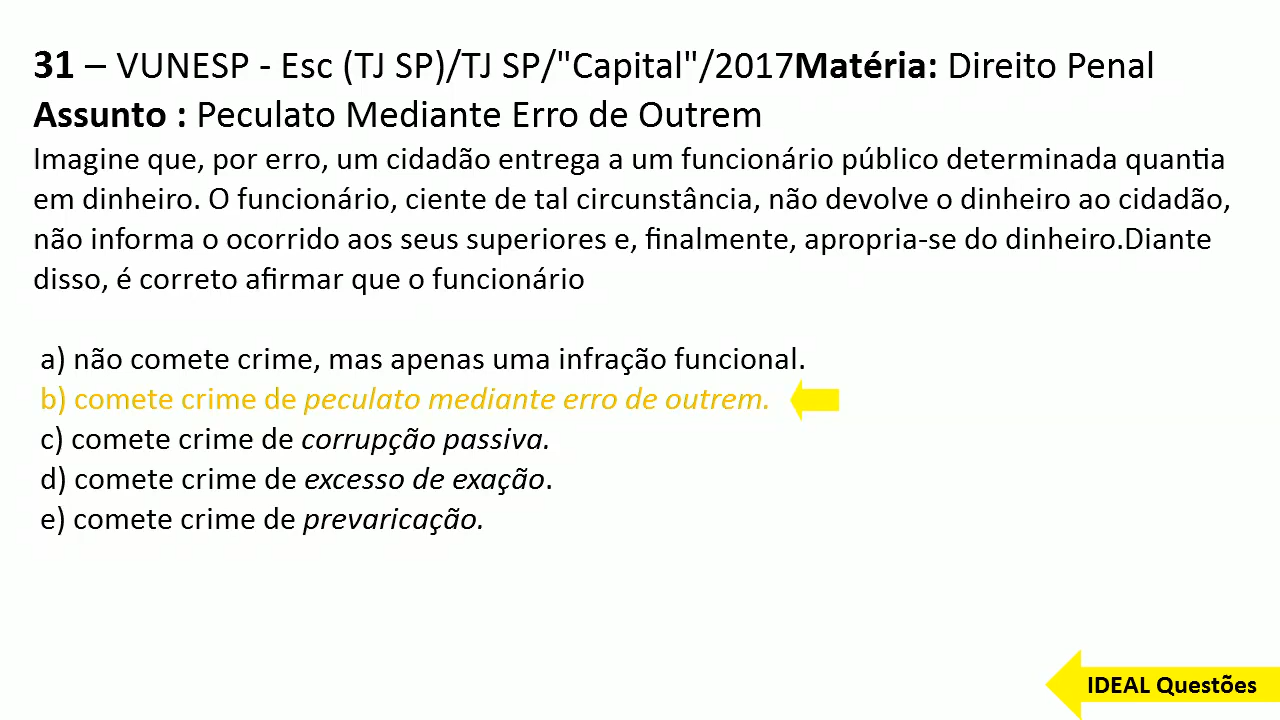 31 – VUNESP - Esc (TJ SP)/TJ SP/"Capital"/2017Matéria: Direito Penal
Assunto : Peculato Mediante Erro de Outrem
Imagine que, por erro, um cidadão entrega a um funcionário público determinada quantia
em dinheiro. O funcionário, ciente de tal circunstância, não devolve o dinheiro ao cidadão,
não informa o ocorrido aos seus superiores e, finalmente, apropria-se do dinheiro.Diante
disso, é correto afirmar que o funcionário
a) não comete crime, mas apenas uma infração funcional.
b) comete crime de peculato mediante erro de outrem.
c) comete crime de corrupção passiva.
d) comete crime de excesso de exação.
e) comete crime de prevaricação.
IDEAL Questões